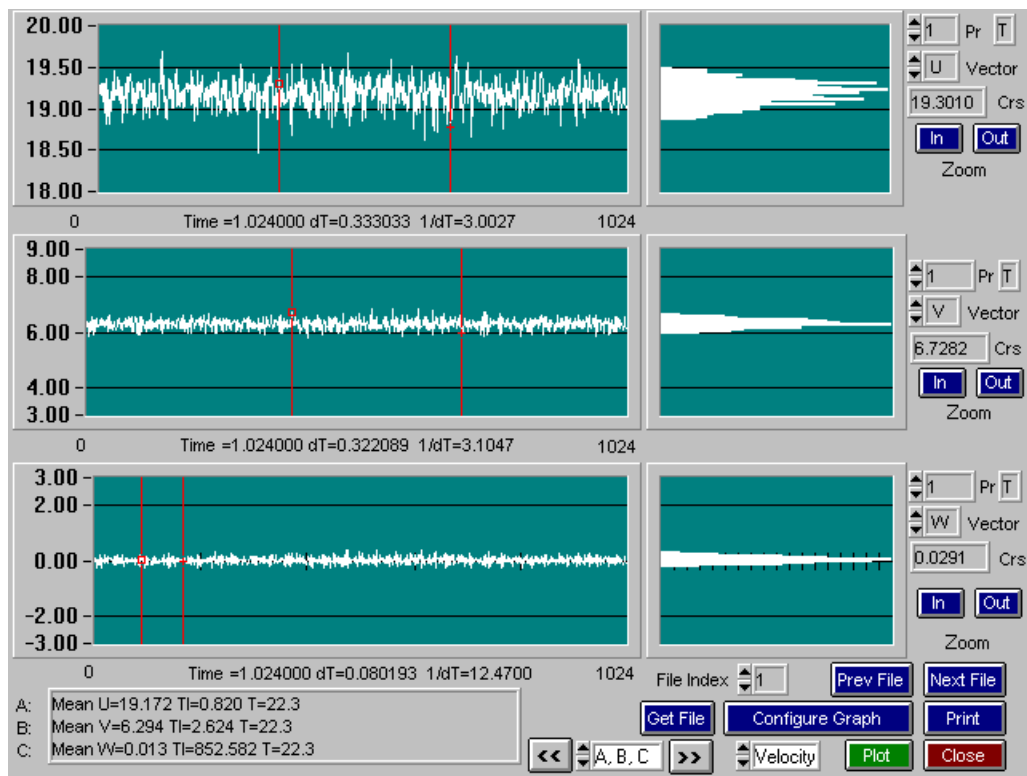 20.00
19.50
19.00
18.50
18.00
0 Time =1.024000 dT=0.333033 1/dT=3.0027 1024
1 Pr T
U Vector
19.3010 Crs
In Out
Zoom
9.00
8.00
6.00
4.00
3.00
0 Time =1.024000 dT=0.322089 1/dT=3.1047 1024
1 Pr T
V Vector
6.7282 Crs
In Out
Zoom
3.00
2.00
0.00
-2.00
-3.00
0 Time =1.024000 dT=0.080193 1/dT=12.4700 1024
1 Pr T
W Vector
0.0291 Crs
In Out
Zoom
A: Mean U=19.172 TI=0.820 T=22.3
B: Mean V=6.294 TI=2.624 T=22.3
C: Mean W=0.013 TI=852.582 T=22.3
File Index 1 Prev File Next File
Get File Configure Graph Print
<< A, B, C >> Velocity Plot Close